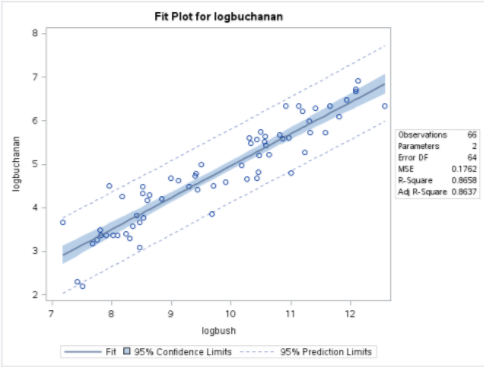 Fit Plot for logbuchanan
8
7
6
5
4
3
2
logbuchanan
7 8 9 10 11 12
logbush
Observations 66
Parameters 2
Error DF 64
MSE 0.1762
R-Square 0.8658
Adj R-Square 0.8637
Fit 95% Confidence Limits 95% Prediction Limits